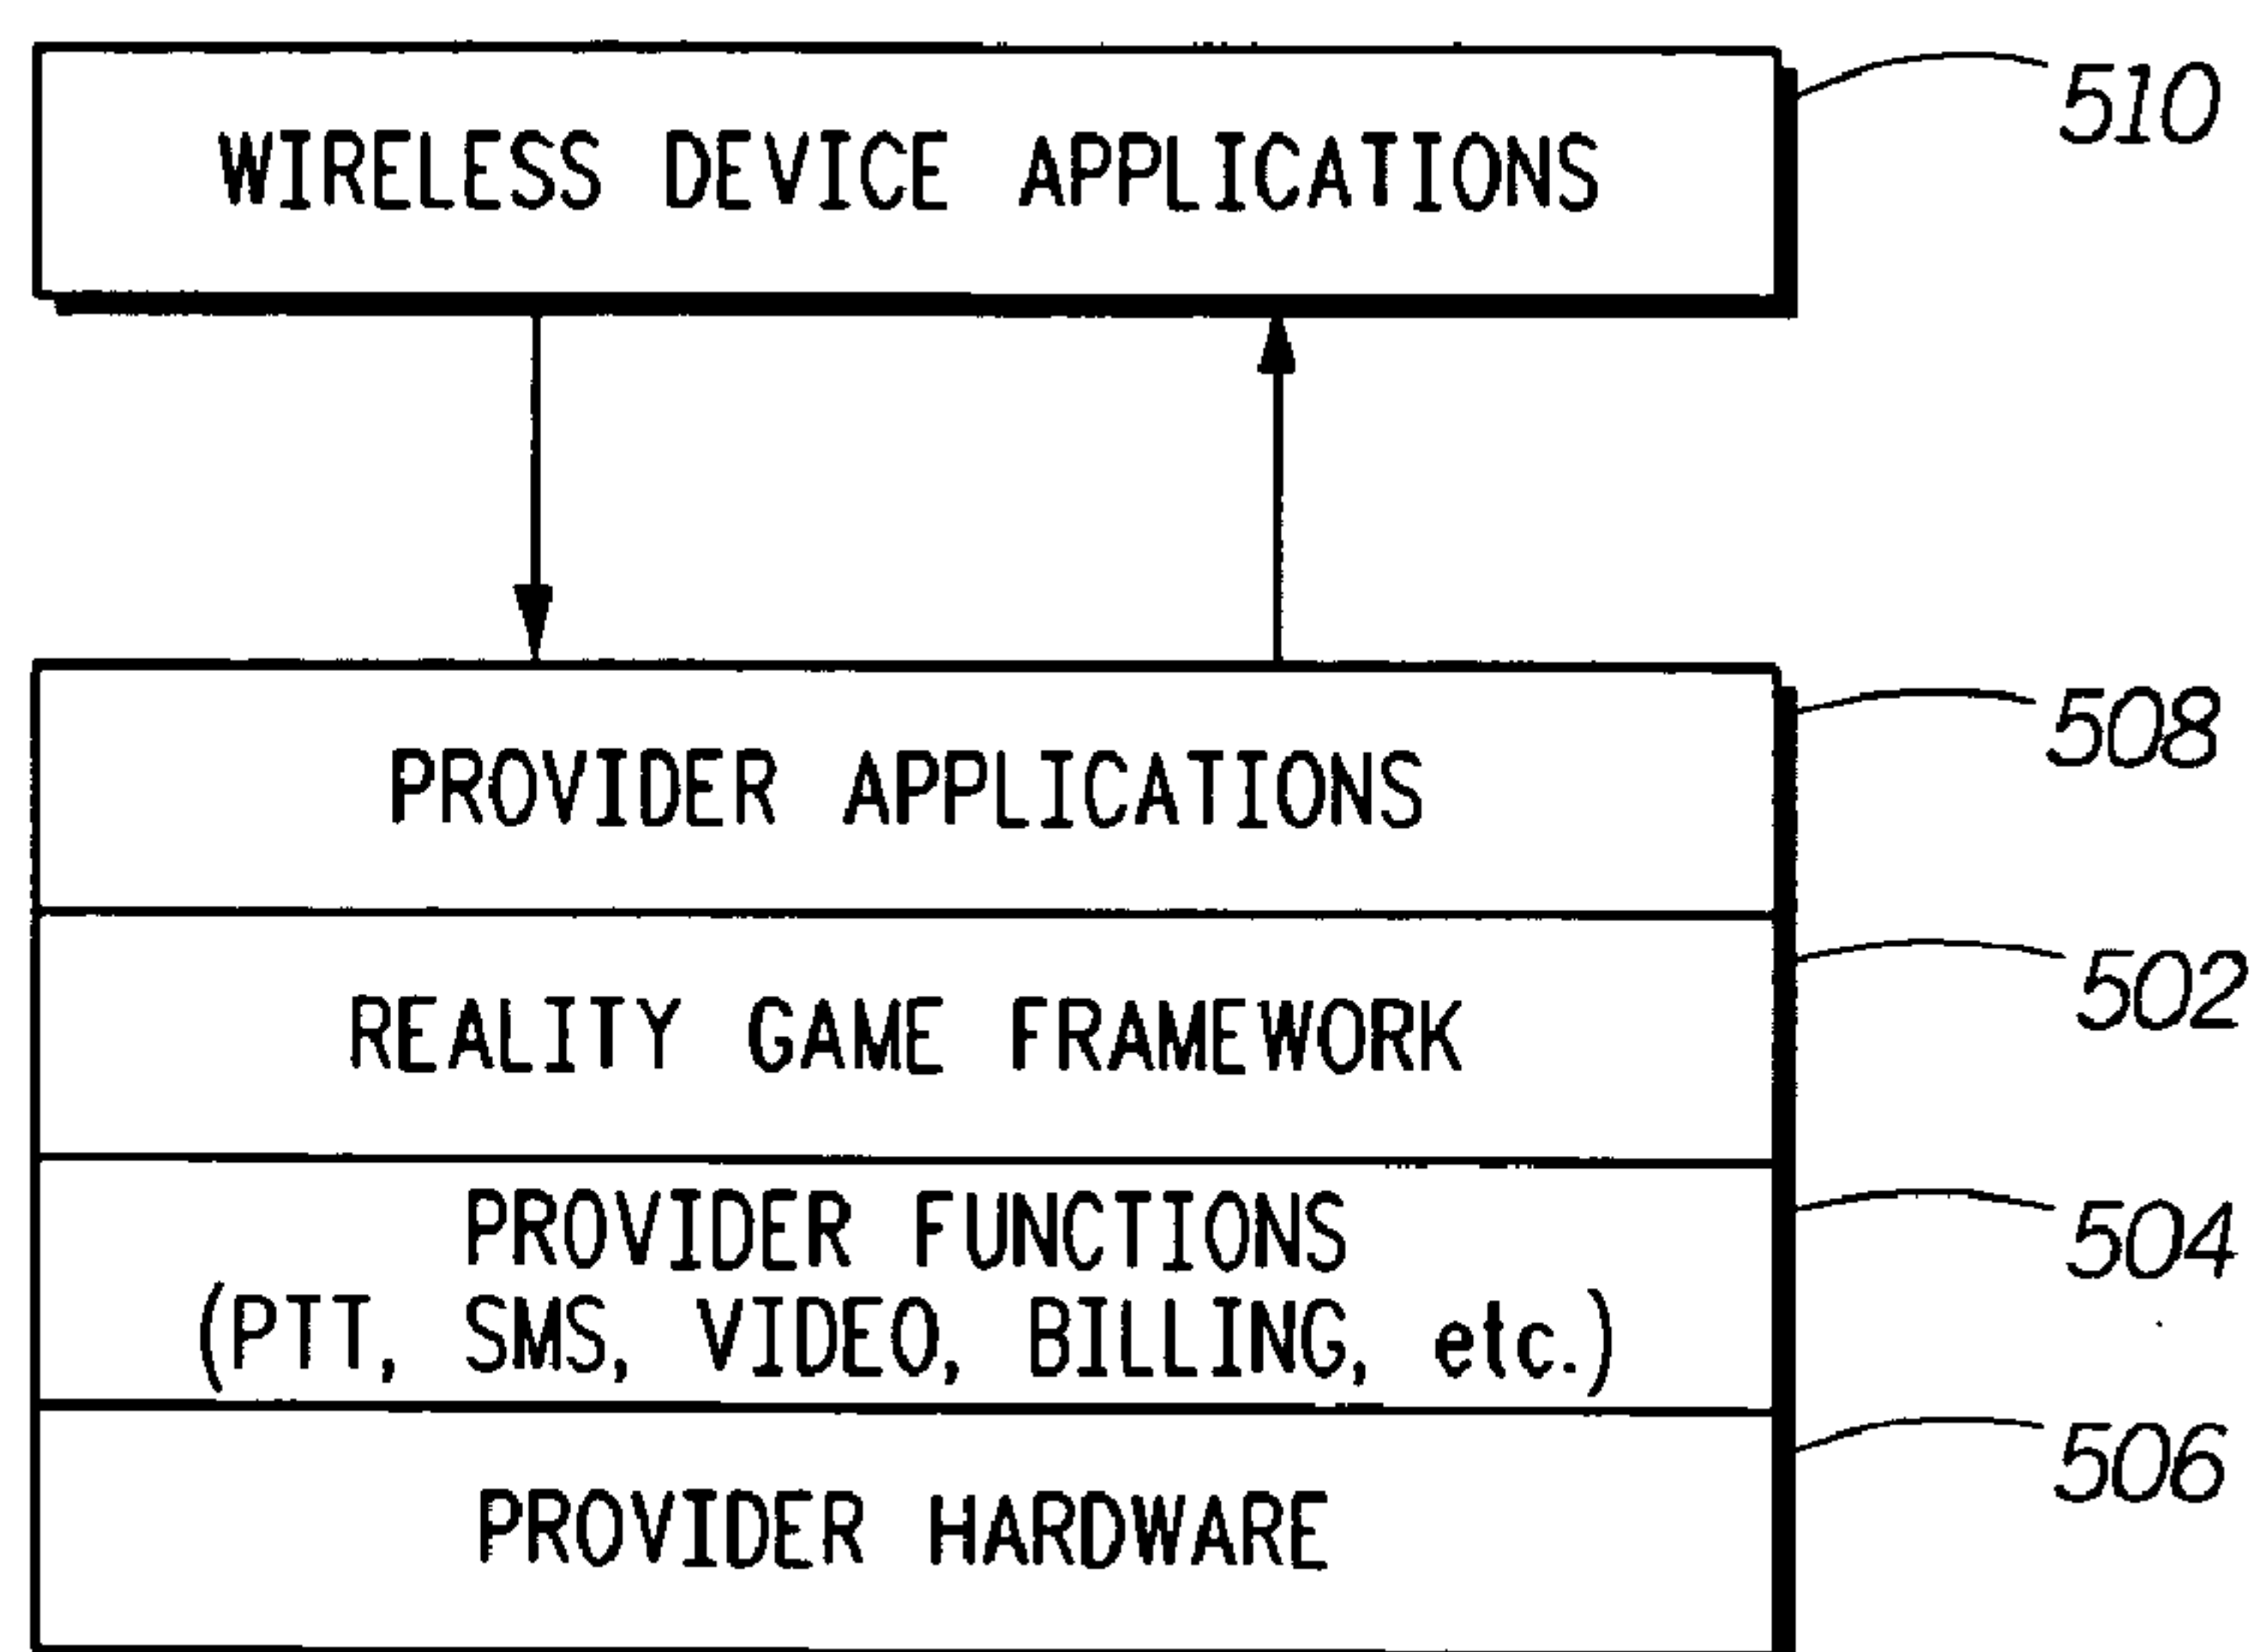 WIRELESS DEVICE APPLICATIONS
510
PROVIDER APPLICATIONS
508
REALITY GAME FRAMEWORK
502
PROVIDER FUNCTIONS
(PTT, SMS, VIDEO, BILLING, etc.)
504
PROVIDER HARDWARE
506